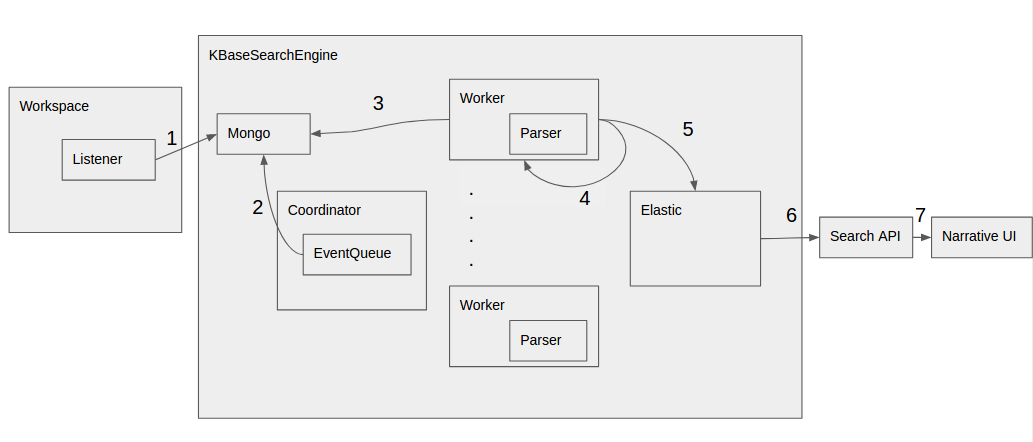 KBaseSearchEngine
Workspace
Listener
1
Mongo
3
Worker
Parser
5
4
2
Coordinator
EventQueue
Elastic
6
Search API
7
Narrative UI
Worker
Parser